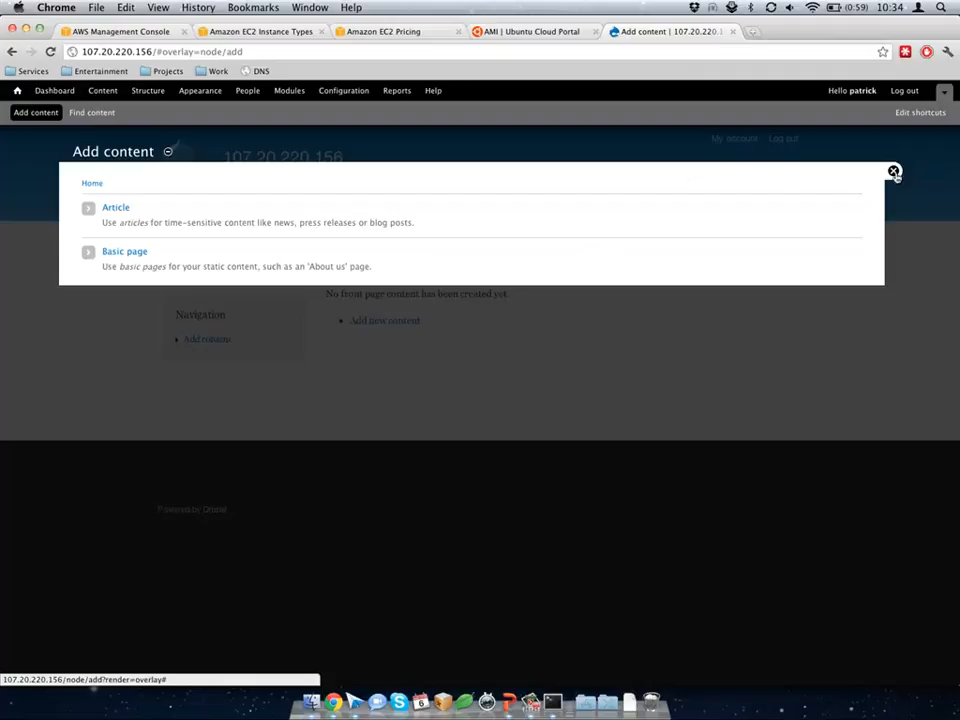 Chrome File Edit View History Bookmarks Window Help (0:59) 10:34
AWS Management Console Amazon EC2 Instance Types Amazon EC2 Pricing AMI | Ubuntu Cloud Portal Add content | 107.20.220.1
107.20.220.156/#overlay=node/add
Services Entertainment Projects Work DNS
Dashboard Content Structure Appearance People Modules Configuration Reports Help Hello patrick Log out
Add content Find content Edit shortcuts
My account Log out
Add content 107.20.220.156
Home
Article
Use articles for time-sensitive content like news, press releases or blog posts.
Basic page
Use basic pages for your static content, such as an 'About us' page.
No front page content has been created yet.
Navigation
Add new content
Add content
Powered by Drupal
107.20.220.156/node/add?render=overlay#
6